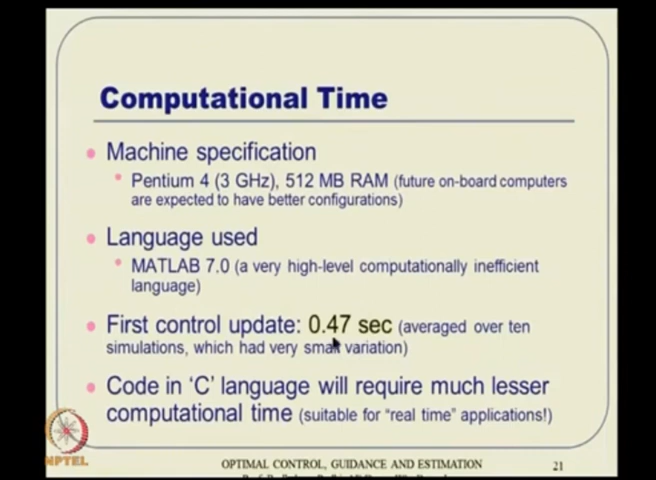 Computational Time
Machine specification
Pentium 4 (3 GHz), 512 MB RAM (future on-board computers
are expected to have better configurations)
Language used
MATLAB 7.0 (a very high-level computationally inefficient
language)
First control update: 0.47 sec (averaged over ten
simulations, which had very small variation)
Code in ‘C’ language will require much lesser
computational time (suitable for “real time” applications!)
NPTEL
OPTIMAL CONTROL, GUIDANCE AND ESTIMATION
21